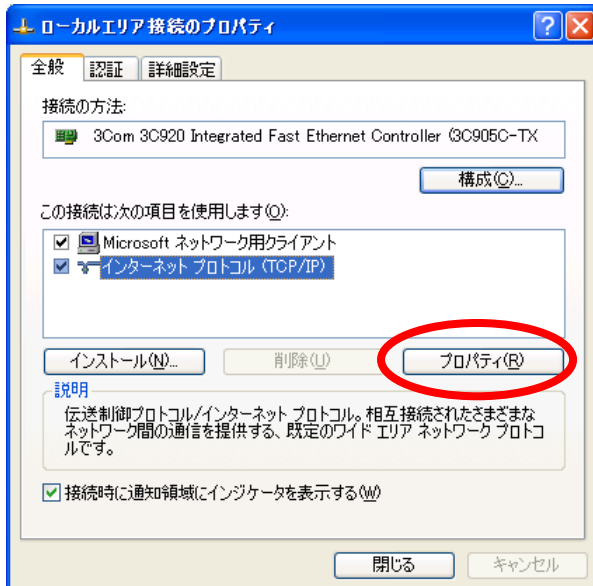 ローカルエリア接続のプロパティ
全般 認証 詳細設定
接続の方法:
3Com 3C920 Integrated Fast Ethernet Controller (3C905C-TX
構成(C)...
この接続は次の項目を使用します(O):
Microsoft ネットワーク用クライアント
インターネット プロトコル (TCP/IP)
インストール(N)... 削除(U) プロパティ(R)
説明
伝送制御プロトコル/インターネット プロトコル。相互接続されたさまざまな
ネットワーク間の通信を提供する、既定のワイド エリア ネットワーク プロトコ
ルです。
接続時に通知領域にインジケータを表示する(W)
閉じる キャンセル